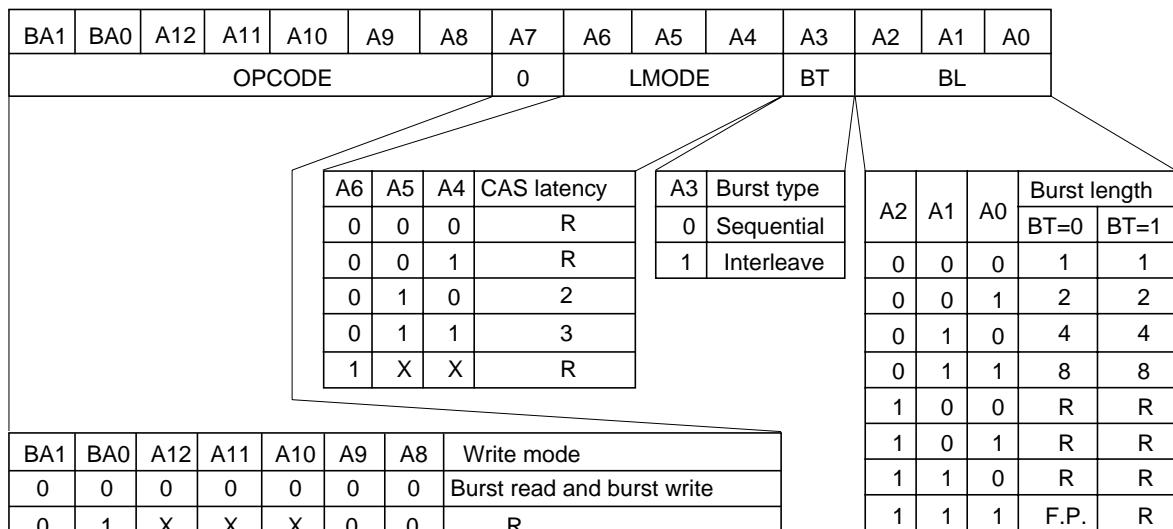 BA1 BA0 A12 A11 A10 A9 A8 A7 A6 A5 A4 A3 A2 A1 A0
OPCODE 0 LMODE BT BL
A6 A5 A4 CAS latency
0 0 0 R
0 0 1 R
0 1 0 2
0 1 1 3
1 X X R
A3 Burst type
0 Sequential
1 Interleave
A2 A1 A0 Burst length
BT=0 BT=1
0 0 0 1 1
0 0 1 2 2
0 1 0 4 4
0 1 1 8 8
1 0 0 R R
1 0 1 R R
1 1 0 R R
1 1 1 F.P. R
BA1 BA0 A12 A11 A10 A9 A8 Write mode
0 0 0 0 0 0 0 Burst read and burst write
0 1 X X X 0 0 R